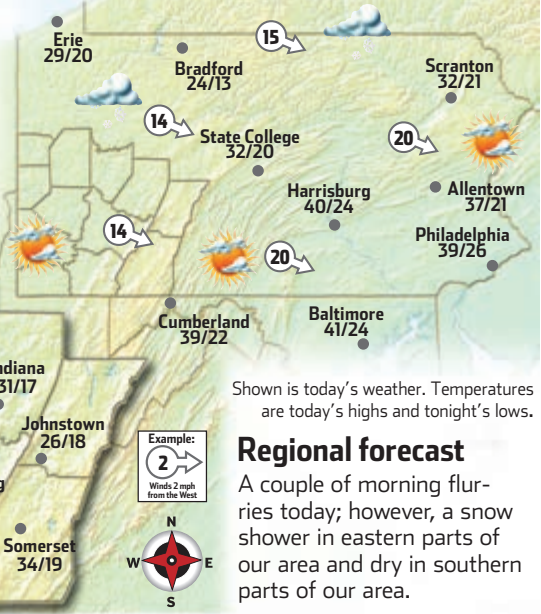 Erie
29/20
Bradford
24/13
15
Scranton
32/21
14
State College
32/20
20
Harrisburg
40/24
Allentown
37/21
14
20
Philadelphia
39/26
Cumberland
39/22
Baltimore
41/24
ndiana
31/17
Johnstown
26/18
g
Somerset
34/19
Example:
2
Winds 2 mph
from the West
N
W E
S
Shown is today's weather. Temperatures
are today's highs and tonight's lows.
Regional forecast
A couple of morning flur-
ries today; however, a snow
shower in eastern parts of
our area and dry in southern
parts of our area.